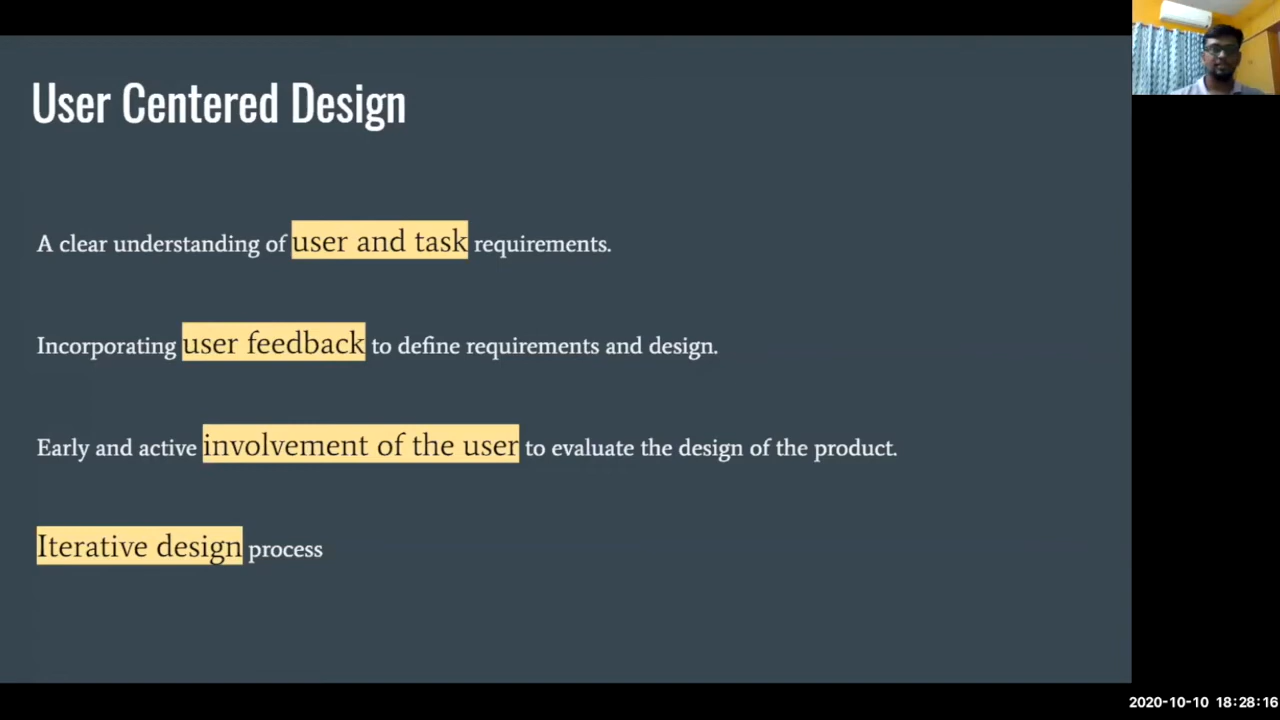 User Centered Design
A clear understanding of user and task requirements.
Incorporating user feedback to define requirements and design.
Early and active involvement of the user to evaluate the design of the product.
Iterative design process
2020-10-10 18:28:16